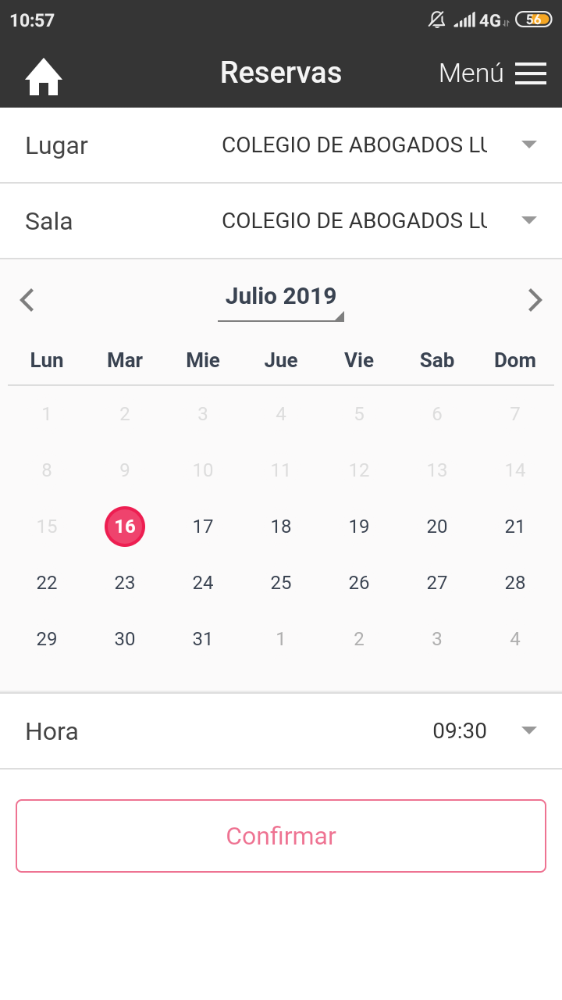 10:57 4G 56
Reservas Menú
Lugar COLEGIO DE ABOGADOS LU
Sala COLEGIO DE ABOGADOS LU
Julio 2019
Lun Mar Mie Jue Vie Sab Dom
1 2 3 4 5 6 7
8 9 10 11 12 13 14
15 16 17 18 19 20 21
22 23 24 25 26 27 28
29 30 31 1 2 3 4
Hora 09:30
Confirmar